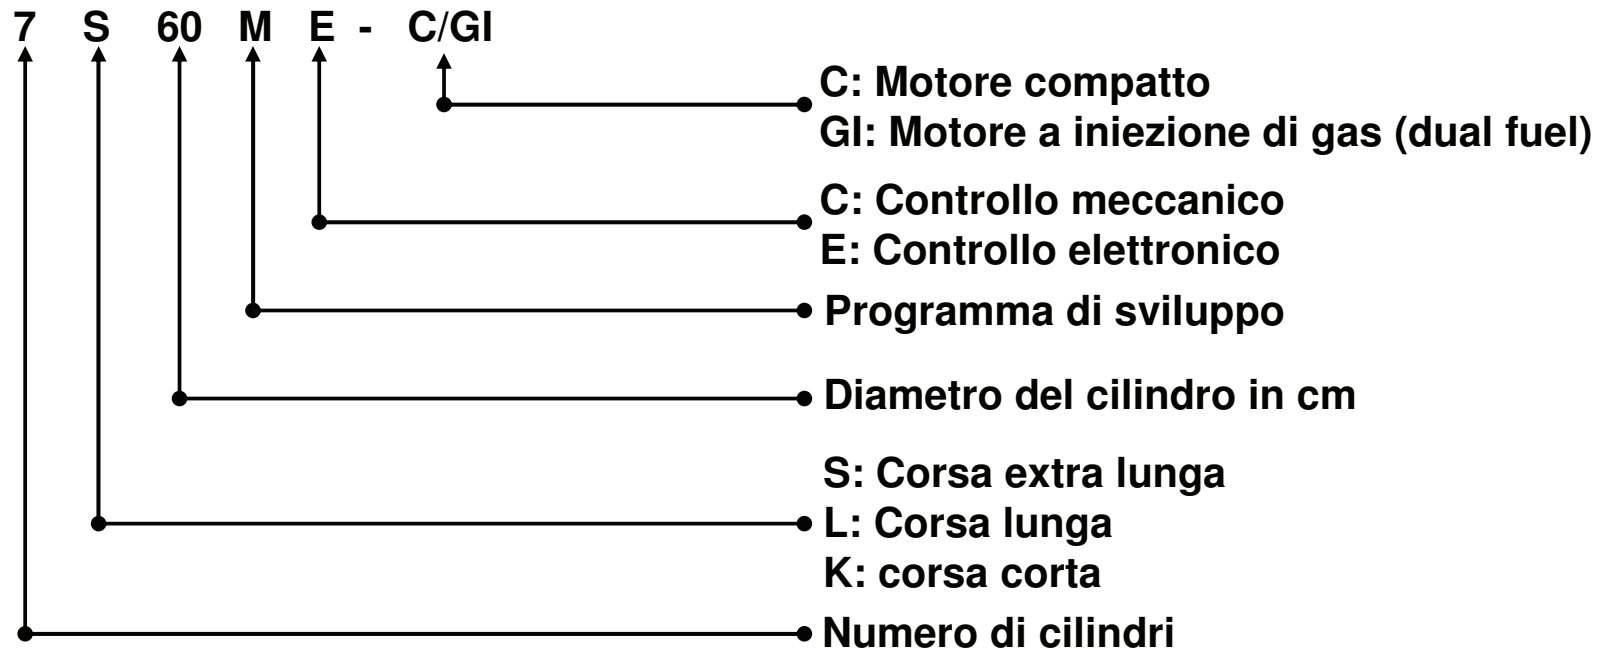 7 S 60 M E - C/GI
C: Motore compatto
GI: Motore a iniezione di gas (dual fuel)
C: Controllo meccanico
E: Controllo elettronico
Programma di sviluppo
Diametro del cilindro in cm
S: Corsa extra lunga
L: Corsa lunga
K: corsa corta
Numero di cilindri